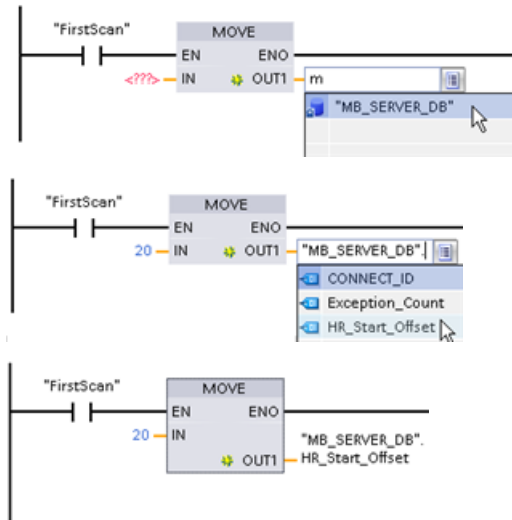 "FirstScan"
MOVE
EN ENO
<???> IN OUT1 m
"MB_SERVER_DB"
"FirstScan"
MOVE
EN ENO
20 IN OUT1 "MB_SERVER_DB".
CONNECT_ID
Exception_Count
HR_Start_Offset
"FirstScan"
MOVE
EN ENO
20 IN
"MB_SERVER_DB".
OUT1 HR_Start_Offset